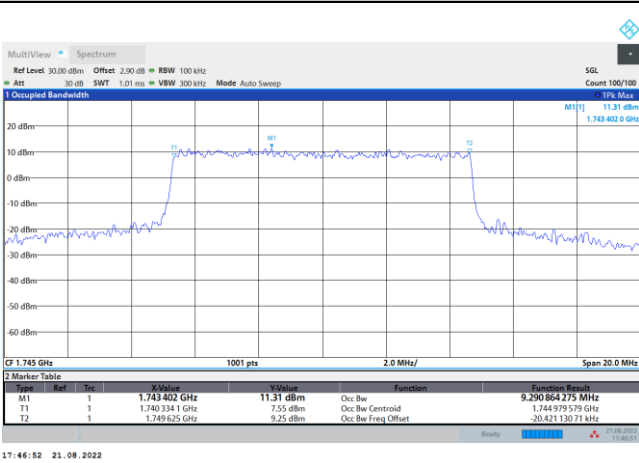 MultiView Spectrum
Ref Level 30.00 dBm Offset 2.90 dB RBW 100 kHz SGL
Att 30 dB SWT 1.01 ms VBW 300 kHz Mode Auto Sweep Count 100/100
1 Occupied Bandwidth 1Pk Max
M1[1] 11.31 dBm
1.743 402 0 GHz
20 dBm
T1 M1 T2
10 dBm
0 dBm
-10 dBm
-20 dBm
-30 dBm
-40 dBm
-50 dBm
-60 dBm
CF 1.745 GHz 1001 pts 2.0 MHz/ Span 20.0 MHz
2 Marker Table
Type Ref Trc X-Value Y-Value Function Function Result
M1 1 1.743 402 GHz 11.31 dBm Occ Bw 9.290 864 275 MHz
T1 1 1.740 334 1 GHz 7.55 dBm Occ Bw Centroid 1.744 979 579 GHz
T2 1 1.749 625 GHz 9.25 dBm Occ Bw Freq Offset -20.421 130 71 kHz
Ready 21.08.2022
17:46:51
17:46:52 21.08.2022